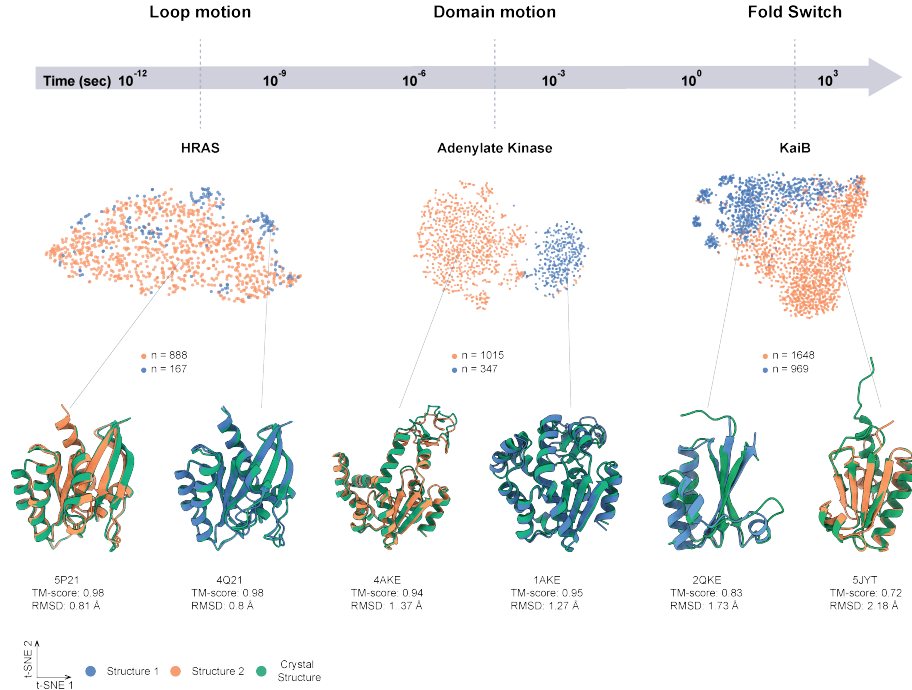 Loop motion
Domain motion
Fold Switch
Time (sec) 10^-12 10^-9 10^-6 10^-3 10^0 10^3
HRAS
Adenylate Kinase
KaiB
n = 888
n = 167
n = 1015
n = 347
n = 1648
n = 969
5P21
TM-score: 0.98
RMSD: 0.81 Å
4Q21
TM-score: 0.98
RMSD: 0.8 Å
4AKE
TM-score: 0.94
RMSD: 1.37 Å
1AKE
TM-score: 0.95
RMSD: 1.27 Å
2QKE
TM-score: 0.83
RMSD: 1.73 Å
5JYT
TM-score: 0.72
RMSD: 2.18 Å
t-SNE 2
t-SNE 1
Structure 1
Structure 2
Crystal
Structure